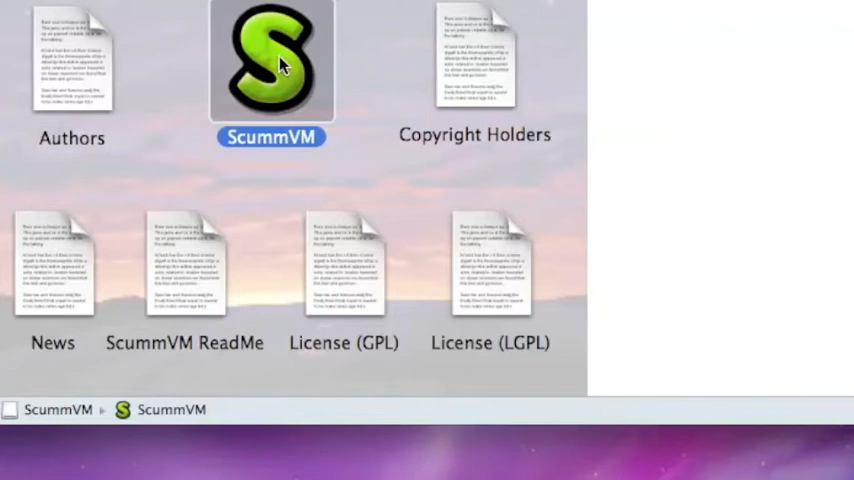 Authors
ScummVM
Copyright Holders
News
ScummVM ReadMe
License (GPL)
License (LGPL)
ScummVM
ScummVM